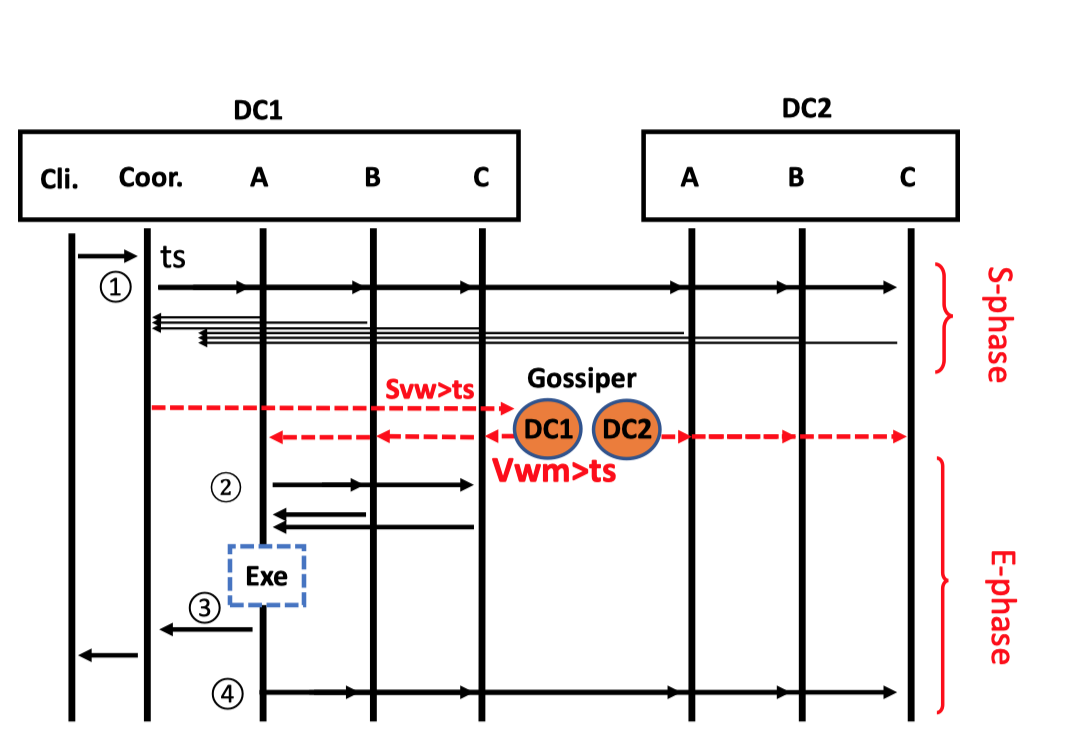 DC1
DC2
Cli. Coor. A B C
A B C
ts
①
S-phase
Gossiper
Svw>ts
DC1 DC2
Vwm>ts
②
Exe
③
E-phase
④